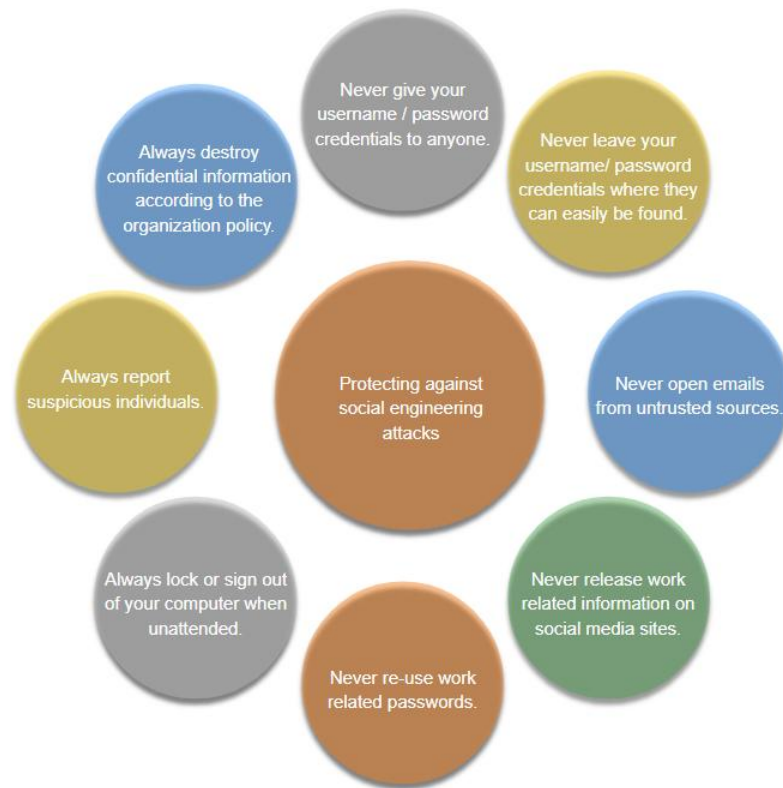 Never give your
username / password
credentials to anyone.
Never leave your
username/ password
credentials where they
can easily be found.
Never open emails
from untrusted sources.
Never release work
related information on
social media sites.
Never re-use work
related passwords.
Always lock or sign out
of your computer when
unattended.
Always report
suspicious individuals.
Always destroy
confidential information
according to the
organization policy.
Protecting against
social engineering
attacks